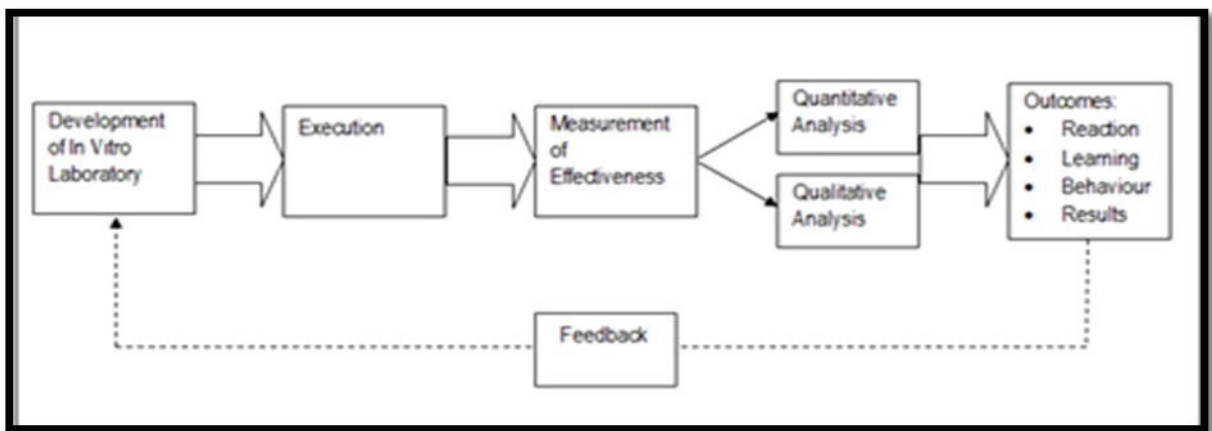 Development
of In Vitro
Laboratory
Execution
Measurement
of
Effectiveness
Quantitative
Analysis
Qualitative
Analysis
Outcomes:
• Reaction
• Learning
• Behaviour
• Results
Feedback